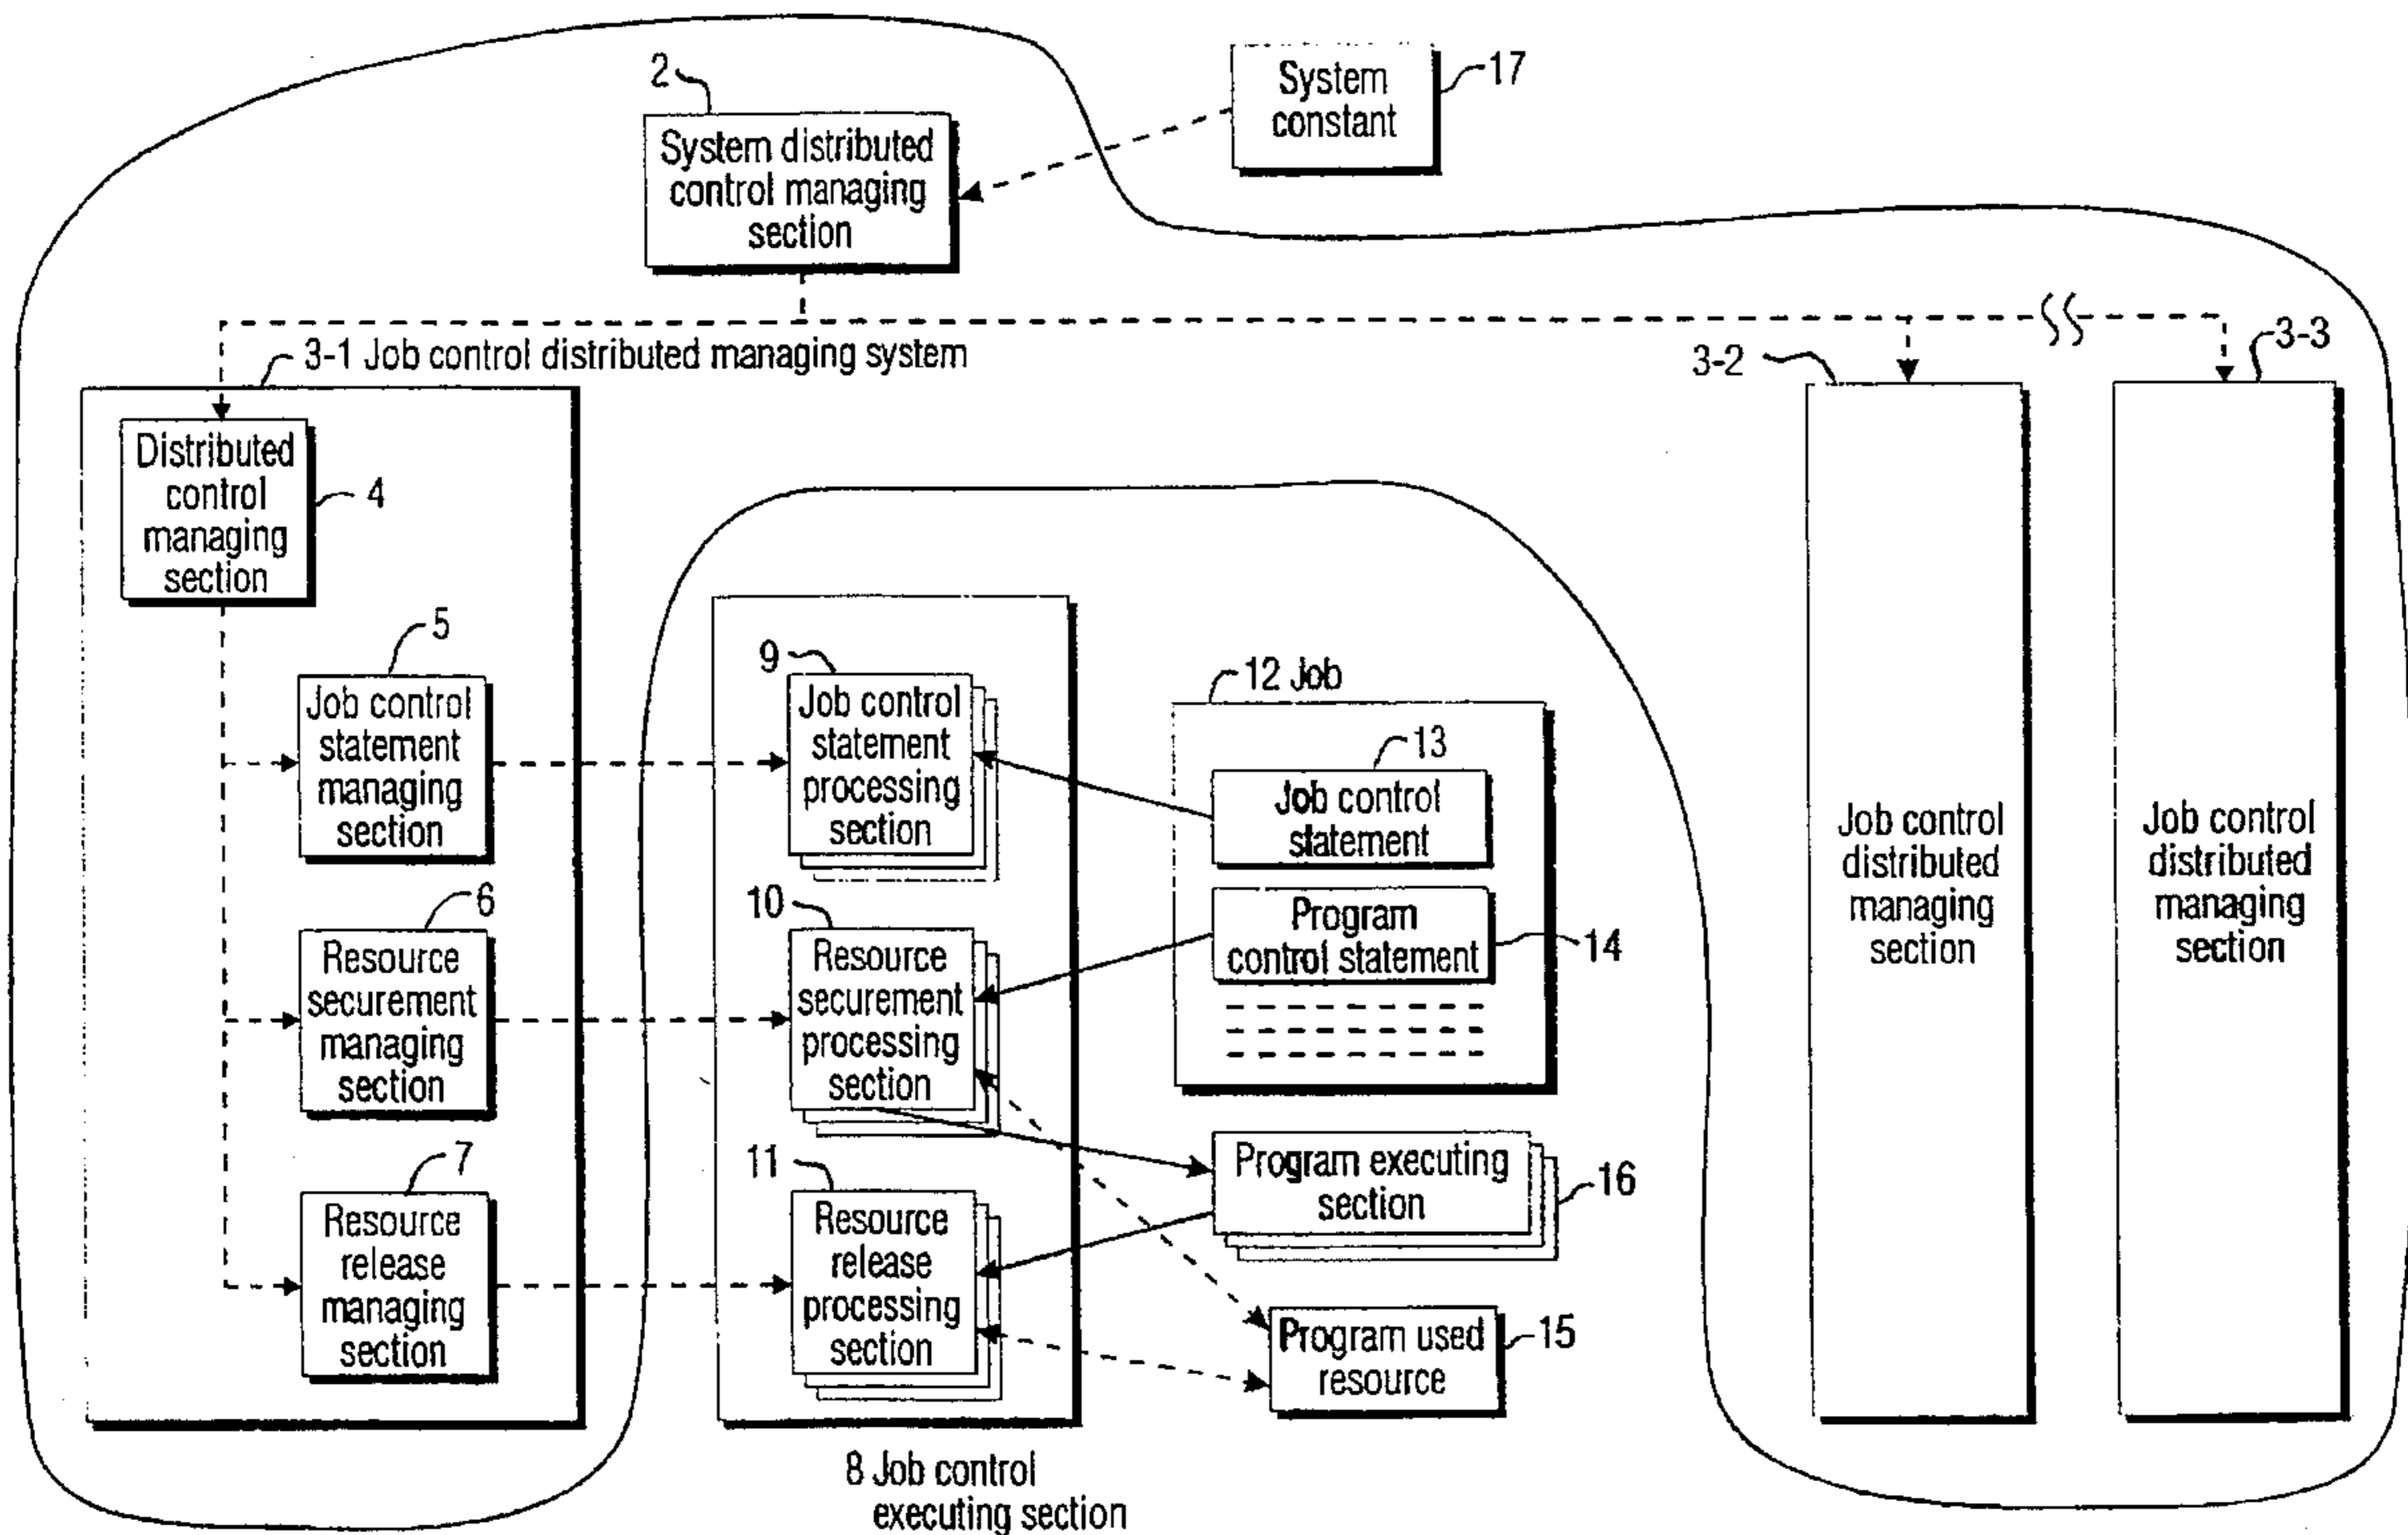 2
System distributed
control managing
section
System
constant
17
3-1 Job control distributed managing system
3-2
3-3
Distributed
control
managing
section
4
5
Job control
statement
managing
section
6
Resource
securement
managing
section
7
Resource
release
managing
section
9
Job control
statement
processing
section
10
Resource
securement
processing
section
11
Resource
release
processing
section
8 Job control
executing section
12 Job
13
Job control
statement
Program
control statement
14
Program executing
section
16
Program used
resource
15
Job control
distributed
managing
section
Job control
distributed
managing
section